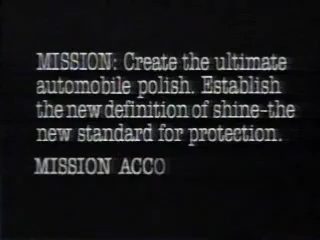 MISSION: Create the ultimate
automobile polish. Establish
the new definition of shine-the
new standard for protection.
MISSION ACCO